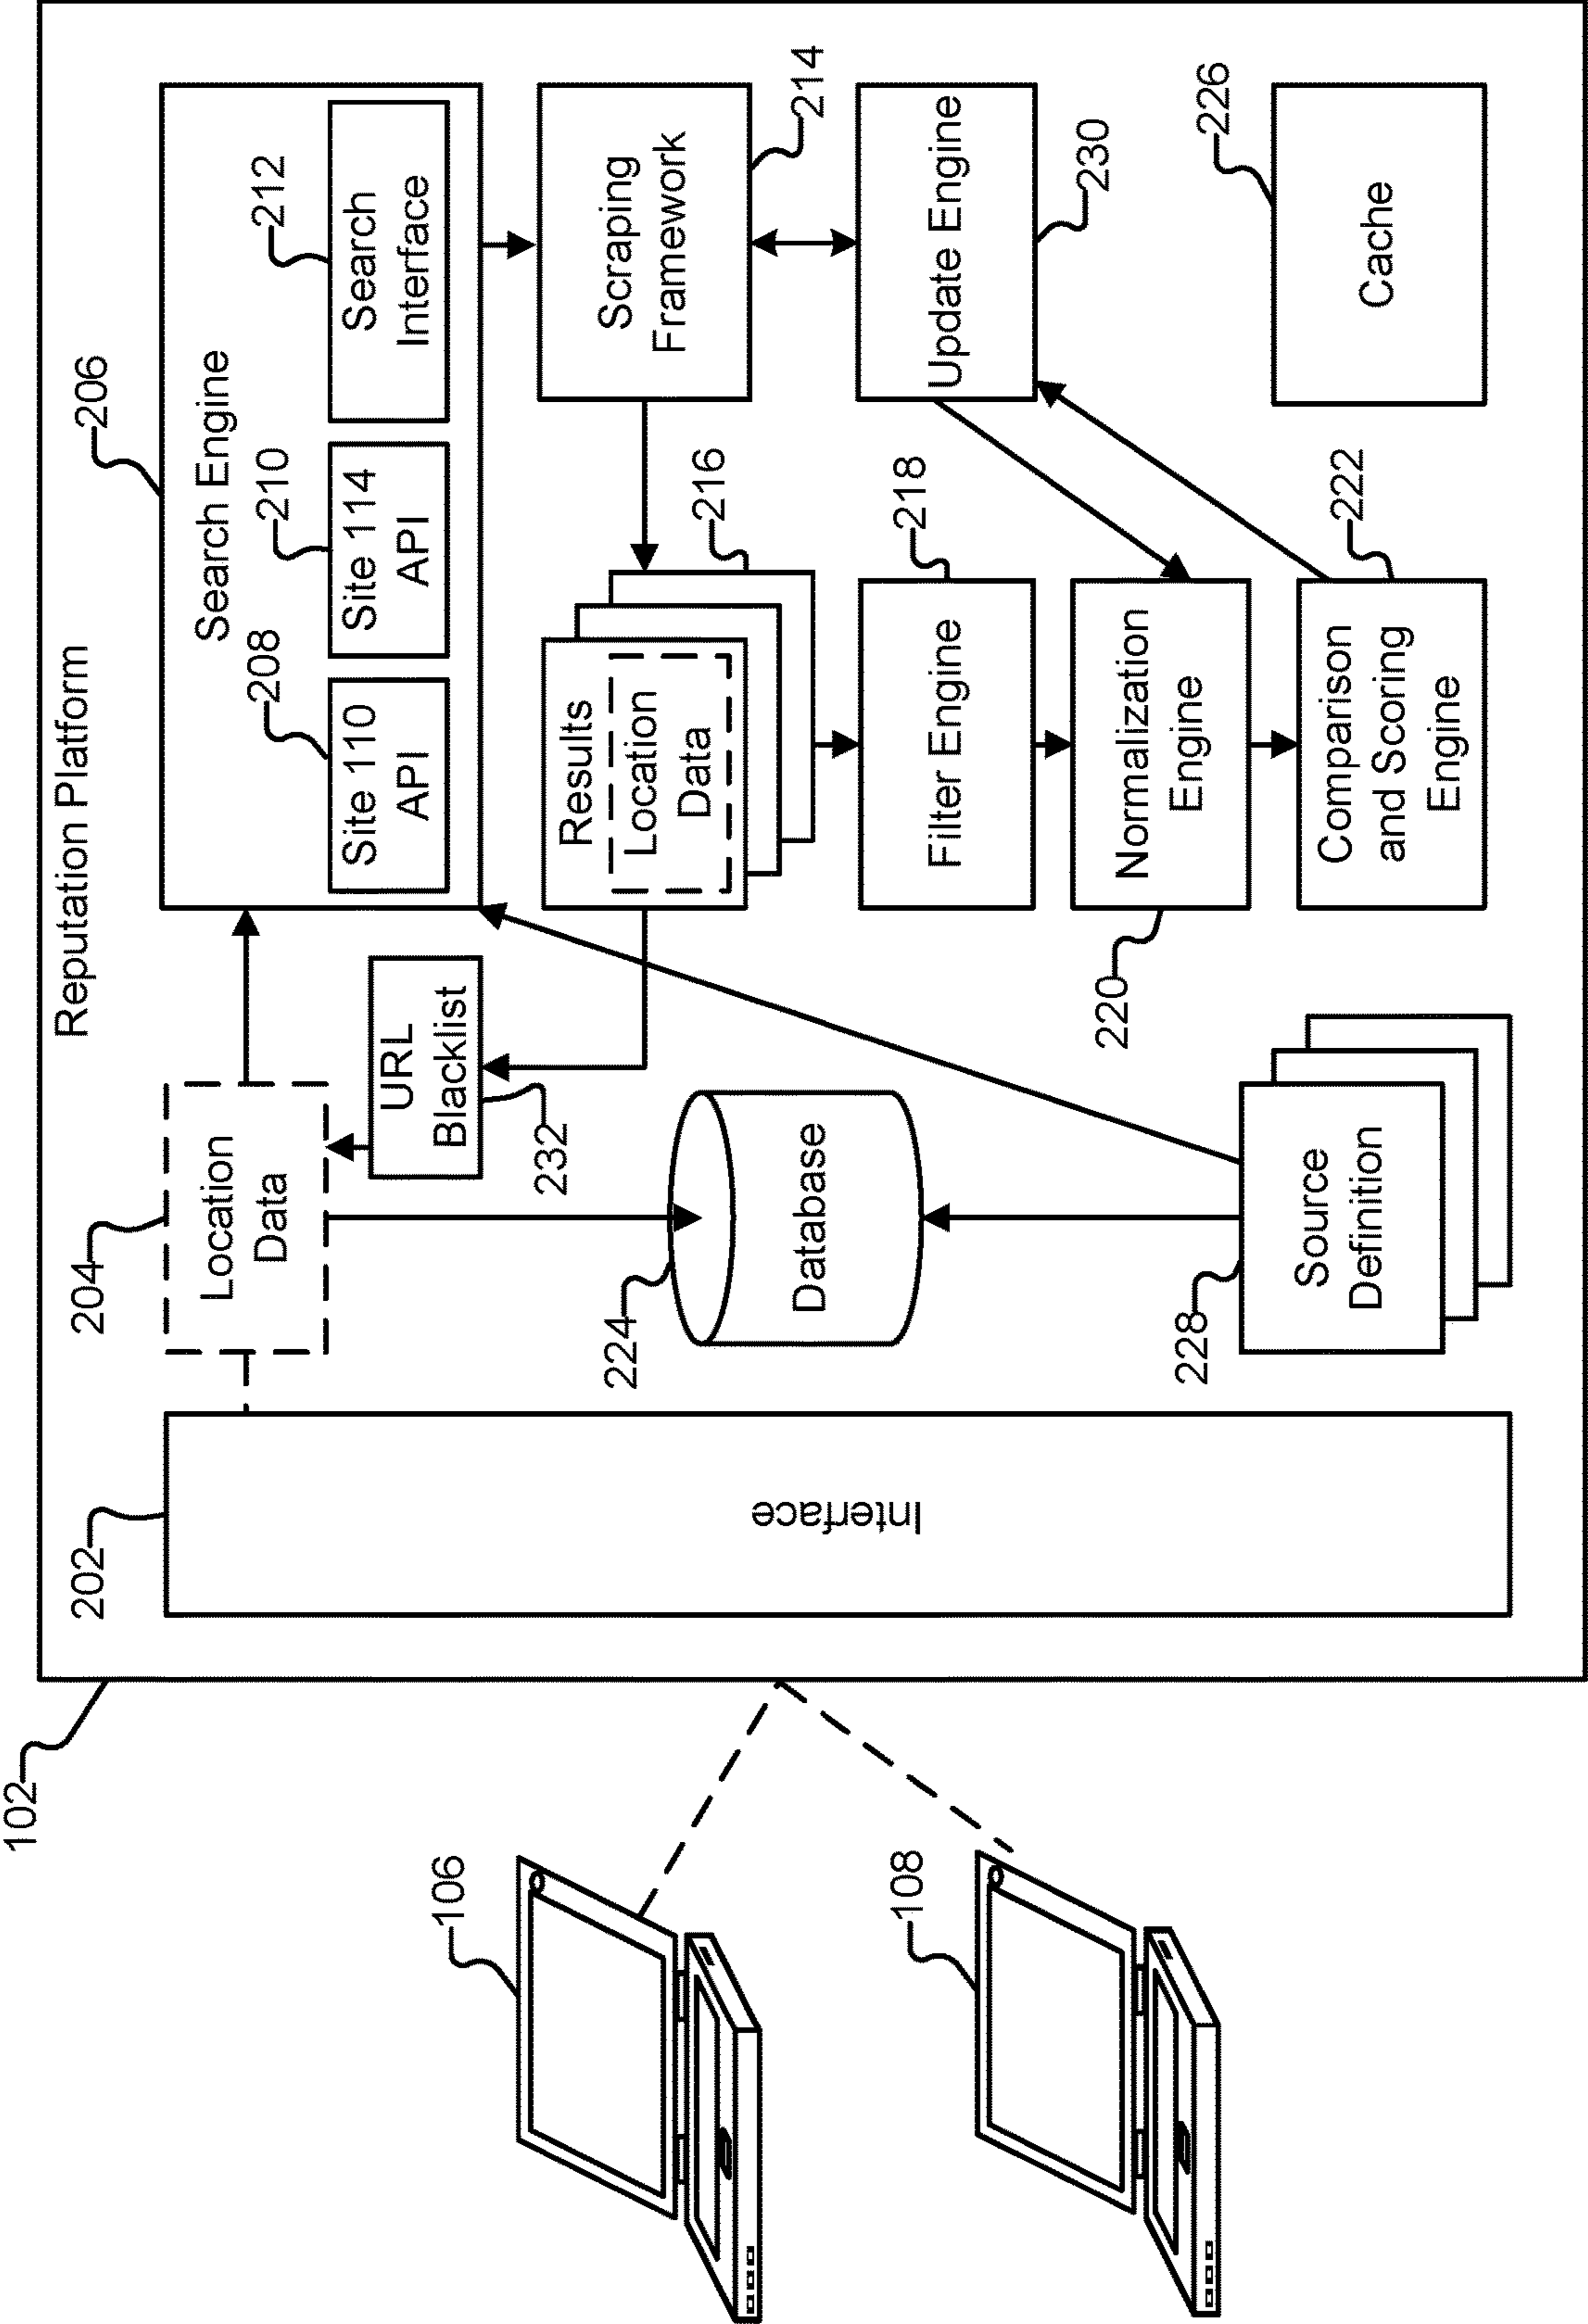 102
Reputation Platform
202
Interface
204
Location
Data
206
Search Engine
208
Site 110
API
210
Site 114
API
212
Search
Interface
URL
Blacklist
232
Results
Location
Data
216
Scraping
Framework
214
106
224
Database
Filter Engine
218
Update Engine
230
Normalization
Engine
220
108
228
Source
Definition
Comparison
and Scoring
Engine
222
Cache
226